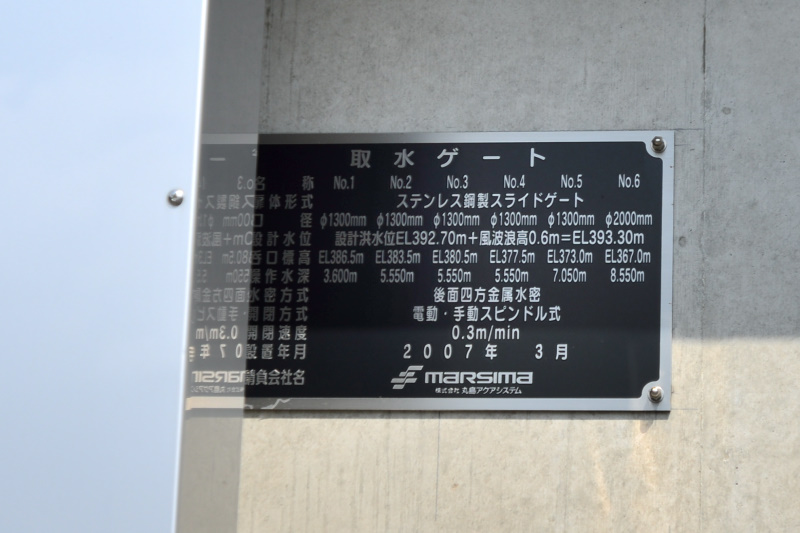 取水ゲート
名称 No.1 No.2 No.3 No.4 No.5 No.6
体形式 ステンレス鋼製スライドゲート
口径 φ1300mm φ1300mm φ1300mm φ1300mm φ1300mm φ2000mm
設計水位 設計洪水位EL392.70m+風波浪高0.6m=EL393.30m
呑口標高 EL386.5m EL383.5m EL380.5m EL377.5m EL373.0m EL367.0m
操作水深 3.600m 5.550m 5.550m 5.550m 7.050m 8.550m
水密方式 後面四方金属水密
開閉方式 電動・手動スピンドル式
開閉速度 0.3m/min
設置年月 2007年 3月
請負会社名 marsima
株式会社 丸島アクアシステム